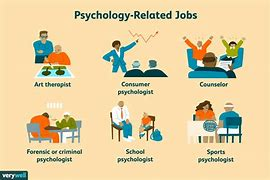 Psychology-Related Jobs
Art therapist
Consumer
psychologist
Counselor
Forensic or criminal
psychologist
School
psychologist
Sports
psychologist
verywell